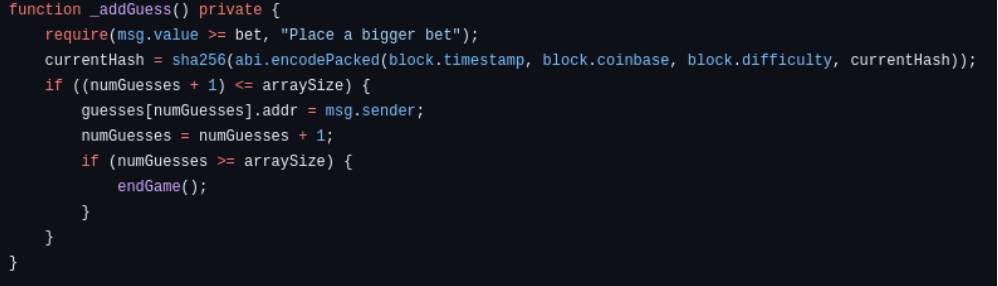 function _addGuess() private {
    require(msg.value >= bet, "Place a bigger bet");
    currentHash = sha256(abi.encodePacked(block.timestamp, block.coinbase, block.difficulty, currentHash));
    if ((numGuesses + 1) <= arraySize) {
        guesses[numGuesses].addr = msg.sender;
        numGuesses = numGuesses + 1;
        if (numGuesses >= arraySize) {
            endGame();
        }
    }
}